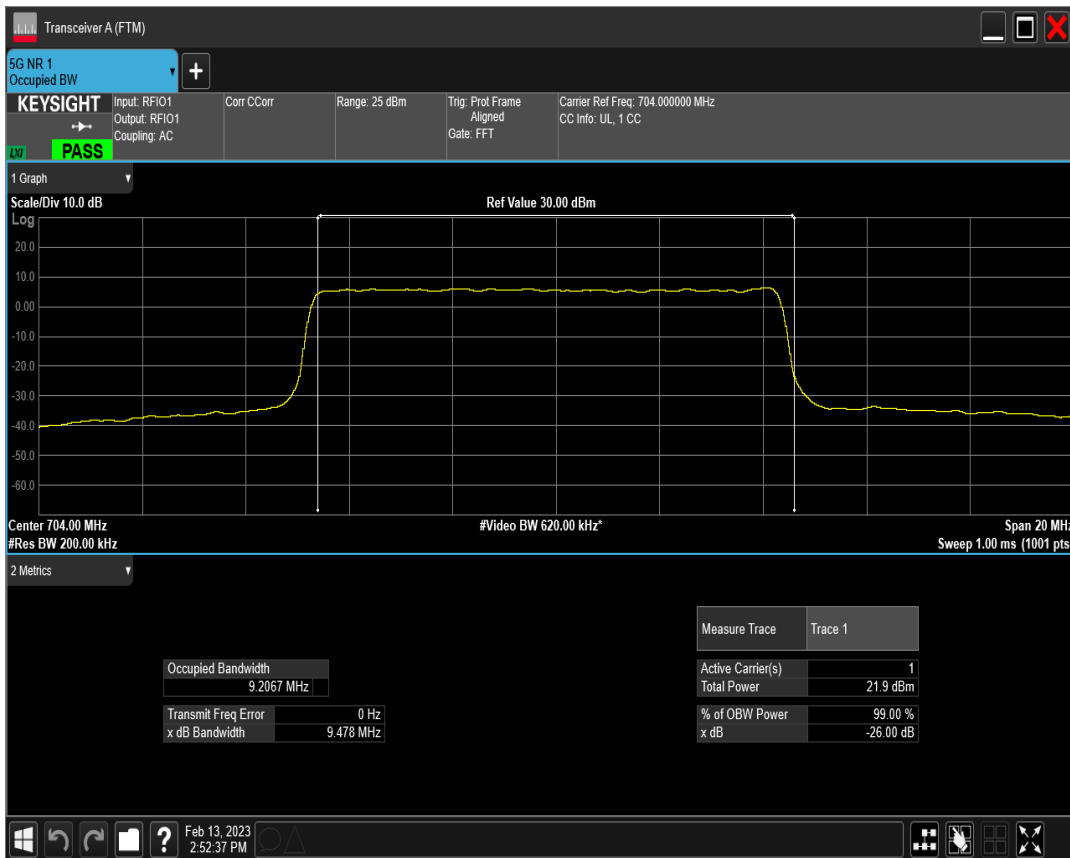 Transceiver A (FTM)
5G NR 1
Occupied BW
+
KEYSIGHT
LXI
PASS
Input: RFIO1
Output: RFIO1
Coupling: AC
Corr CCorr
Range: 25 dBm
Trig: Prot Frame
Aligned
Gate: FFT
Carrier Ref Freq: 704.000000 MHz
CC Info: UL, 1 CC
1 Graph
Scale/Div 10.0 dB
Ref Value 30.00 dBm
Log
20.0
10.0
0.00
-10.0
-20.0
-30.0
-40.0
-50.0
-60.0
Center 704.00 MHz
#Video BW 620.00 kHz*
Span 20 MHz
#Res BW 200.00 kHz
Sweep 1.00 ms (1001 pts
2 Metrics
Measure Trace Trace 1
Occupied Bandwidth
9.2067 MHz
Active Carrier(s) 1
Total Power 21.9 dBm
Transmit Freq Error 0 Hz
x dB Bandwidth 9.478 MHz
% of OBW Power 99.00 %
x dB -26.00 dB
?
Feb 13, 2023
2:52:37 PM